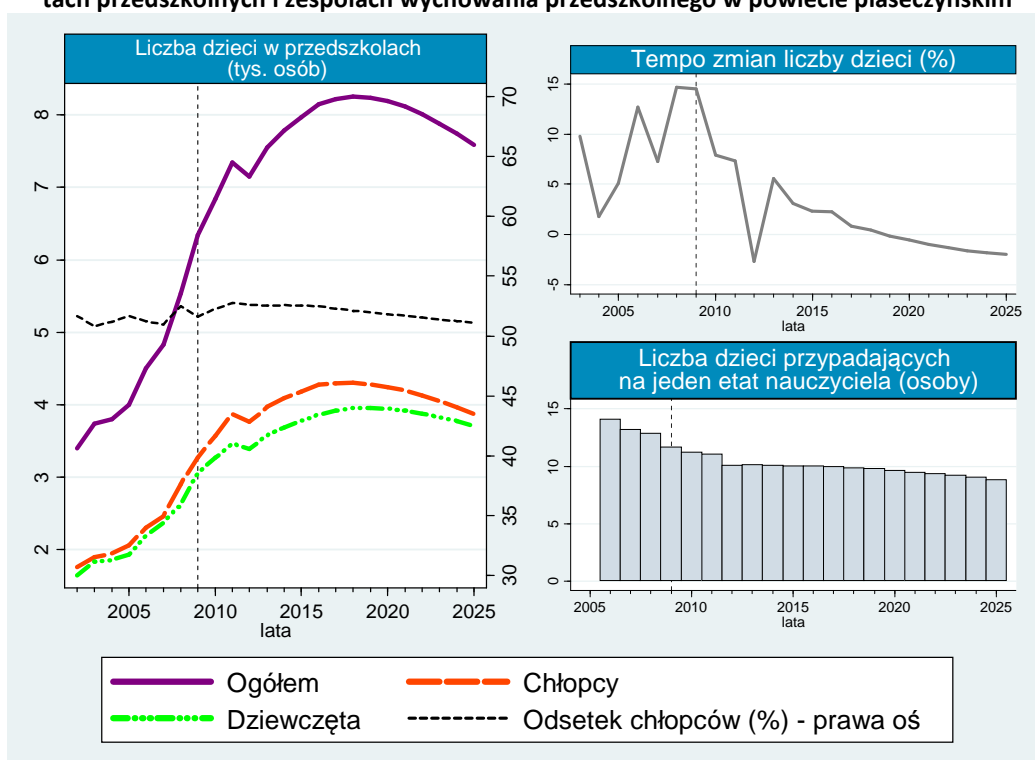 tach przedszkolnych i zespołach wychowania przedszkolnego w powiecie piaseczyńskim
Liczba dzieci w przedszkolach
(tys. osób)
8
7
6
5
4
3
2
70
65
60
55
50
45
40
35
30
2005 2010 2015 2020 2025
lata
Tempo zmian liczby dzieci (%)
15
10
5
0
-5
2005 2010 2015 2020 2025
lata
Liczba dzieci przypadających
na jeden etat nauczyciela (osoby)
15
10
5
0
2005 2010 2015 2020 2025
lata
Ogółem Chłopcy
Dziewczęta Odsetek chłopców (%) - prawa oś